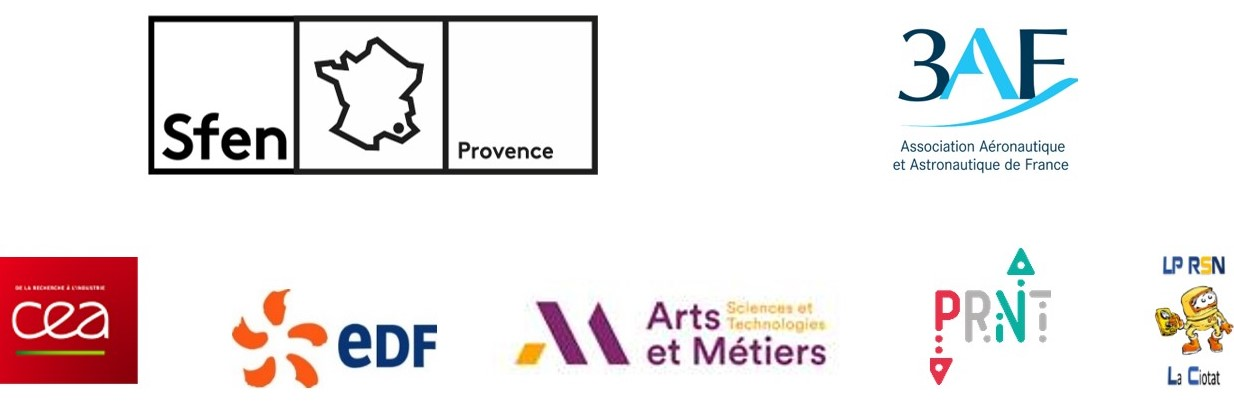 Sfen
Provence
3AF
Association Aéronautique
et Astronautique de France
DE LA RECHERCHE À L'INDUSTRIE
cea
eDF
Arts
et Métiers
Sciences et
Technologies
PRNT
LP RSN
La Ciotat